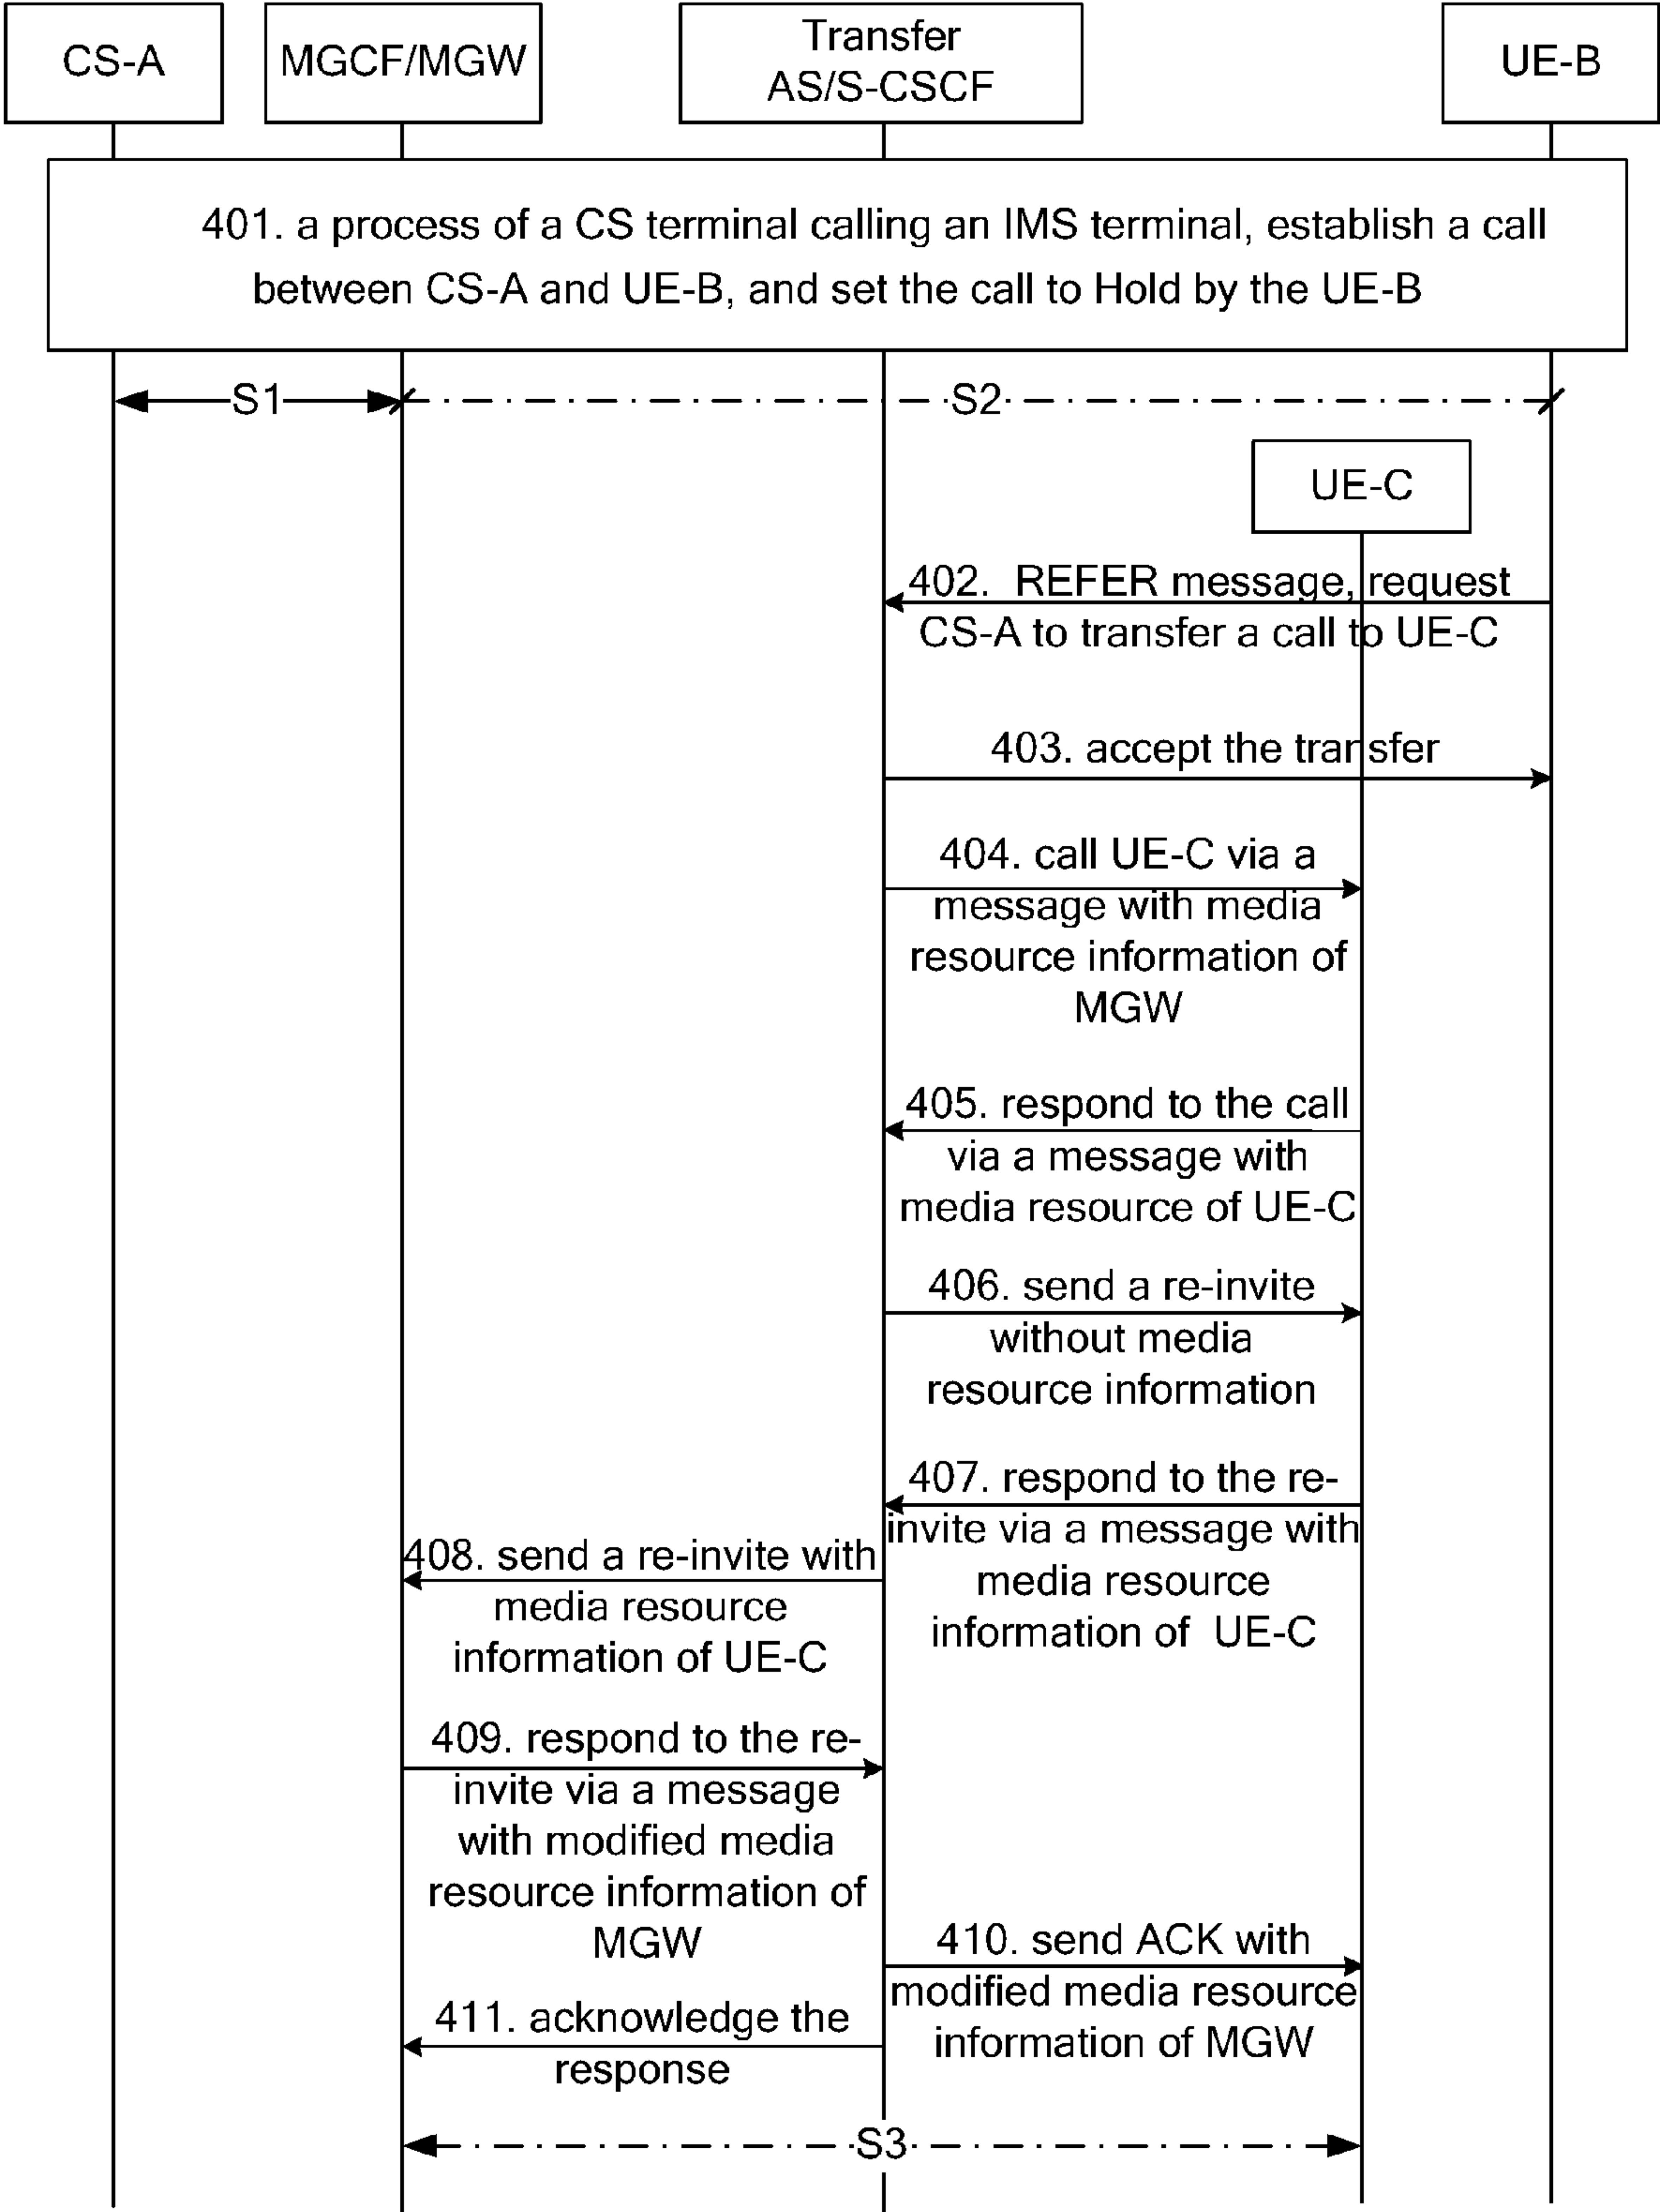 CS-A
MGCF/MGW
Transfer
AS/S-CSCF
UE-B
401. a process of a CS terminal calling an IMS terminal, establish a call
between CS-A and UE-B, and set the call to Hold by the UE-B
S1
S2
UE-C
402. REFER message, request
CS-A to transfer a call to UE-C
403. accept the transfer
404. call UE-C via a
message with media
resource information of
MGW
405. respond to the call
via a message with
media resource of UE-C
406. send a re-invite
without media
resource information
407. respond to the re-
invite via a message with
media resource
information of UE-C
408. send a re-invite with
media resource
information of UE-C
409. respond to the re-
invite via a message
with modified media
resource information of
MGW
410. send ACK with
modified media resource
information of MGW
411. acknowledge the
response
S3